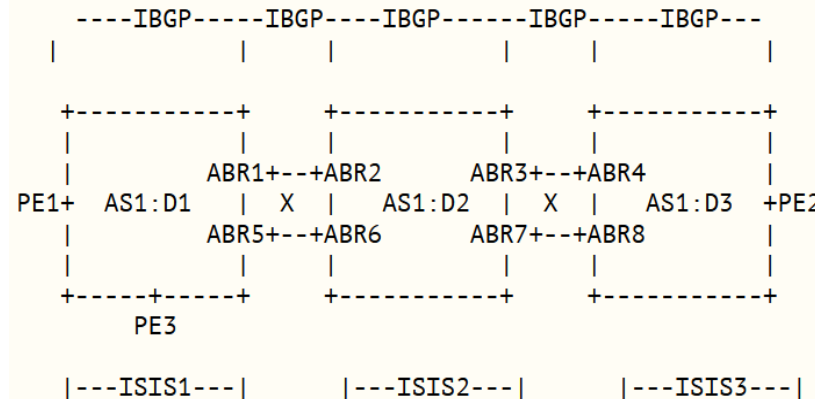 ----IBGP-----IBGP----IBGP------IBGP-----IBGP---
|             |     |            |     |            |
+-----------+     +-----------+     +-----------+
|           |     |           |     |           |
|         ABR1+--+ABR2      ABR3+--+ABR4        |
PE1+  AS1:D1   |  X  |   AS1:D2  |  X  |   AS1:D3  +PE2
|         ABR5+--+ABR6      ABR7+--+ABR8        |
|           |     |           |     |           |
+-----+-----+     +-----------+     +-----------+
PE3
|---ISIS1---|      |---ISIS2---|      |---ISIS3---|